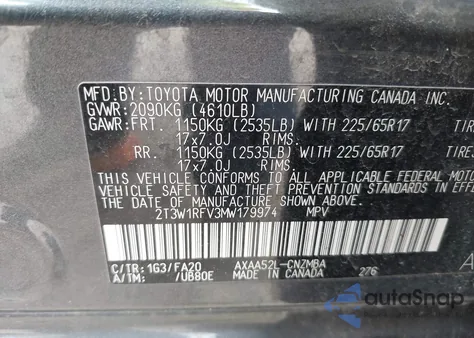 MFD.BY:TOYOTA MOTOR MANUFACTURING CANADA INC.
GVWR:2090KG (4610LB)
GAWR:FRT. 1150KG (2535LB) WITH 225/65R17 TIRE
17x7.0J RIMS.
RR. 1150KG (2535LB) WITH 225/65R17 TIRE
17x7.0J RIMS.
THIS VEHICLE CONFORMS TO ALL APPLICABLE FEDERAL MOTOR
VEHICLE SAFETY AND THEFT PREVENTION STANDARDS IN
THE DATE OF
2T3W1RFV3MW179974 MPV
C/TR: 1G3/FA20 AXAA52L-CNZMBA
A/TM: /UB80E MADE IN CANADA 276
autoSnap